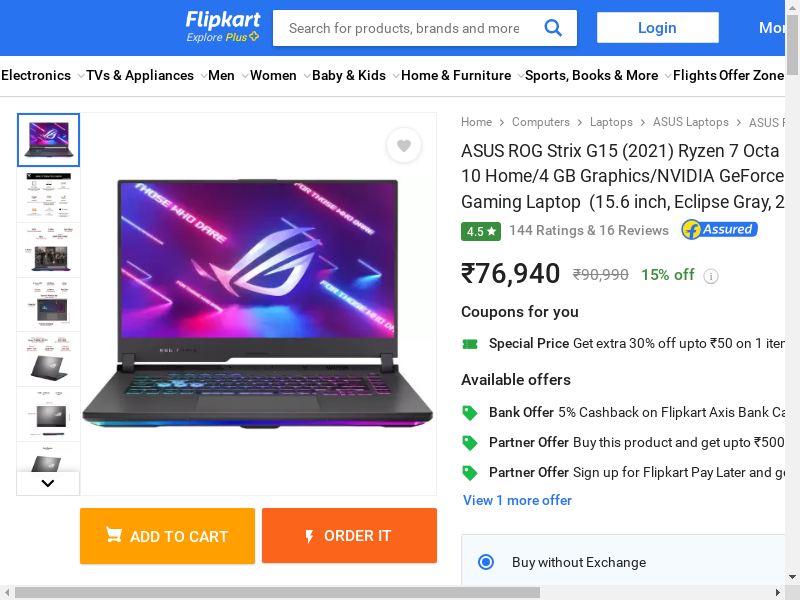 Flipkart
Explore Plus
Search for products, brands and more
Login
Electronics TVs & Appliances Men Women Baby & Kids Home & Furniture Sports, Books & More Flights Offer Zone
Home Computers Laptops ASUS Laptops ASUS
ASUS ROG Strix G15 (2021) Ryzen 7 Octa
10 Home/4 GB Graphics/NVIDIA GeForce
Gaming Laptop (15.6 inch, Eclipse Gray, 2
4.5 144 Ratings & 16 Reviews Assured
₹76,940 ₹90,990 15% off
Coupons for you
Special Price Get extra 30% off upto ₹50 on 1
Available offers
Bank Offer 5% Cashback on Flipkart Axis Bank
Partner Offer Buy this product and get upto ₹500
Partner Offer Sign up for Flipkart Pay Later and
View 1 more offer
Buy without Exchange
THOSE WHO DARE
FOR THOSE WHO DARE
FOR THOSE WHO DARE
ADD TO CART
ORDER IT